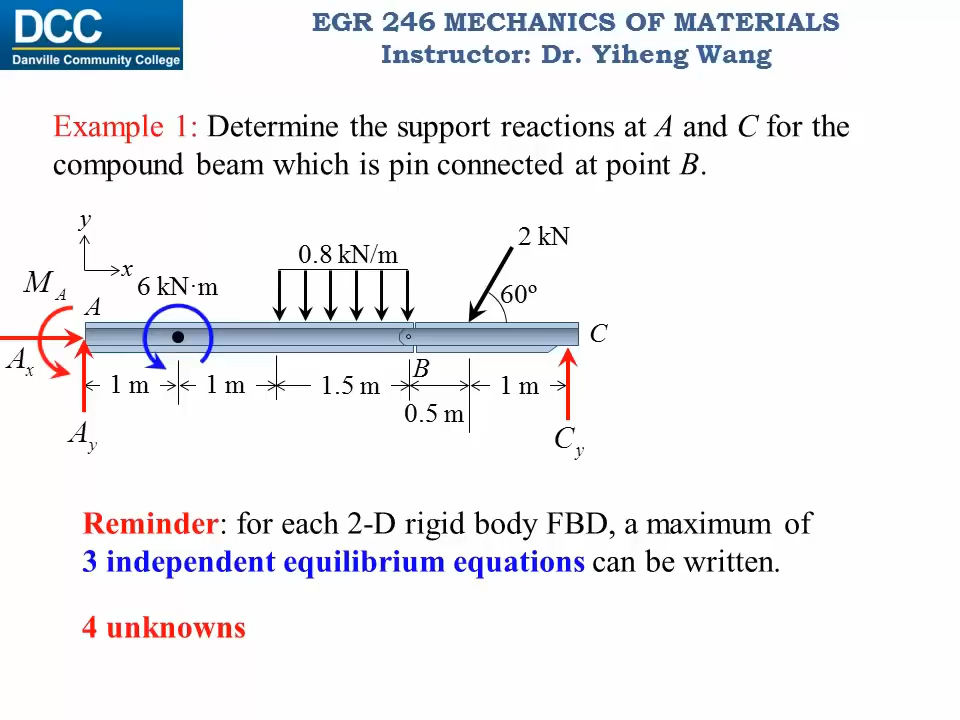 DCC
Danville Community College
EGR 246 MECHANICS OF MATERIALS
Instructor: Dr. Yiheng Wang
Example 1: Determine the support reactions at A and C for the
compound beam which is pin connected at point B.
y
x
M_A
A
6 kN·m
0.8 kN/m
2 kN
60º
C
A_x
B
1 m
1 m
1.5 m
0.5 m
1 m
A_y
C_y
Reminder: for each 2-D rigid body FBD, a maximum of
3 independent equilibrium equations can be written.
4 unknowns